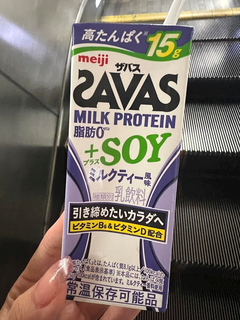 高たんぱく 15g
meiji ザバス
SAVAS
MILK PROTEIN
脂肪0
+SOY
プラス
ミルクティー風味
乳飲料
引き締めたいカラダへ
ビタミンB6&ビタミンD配合
常温保存可能品